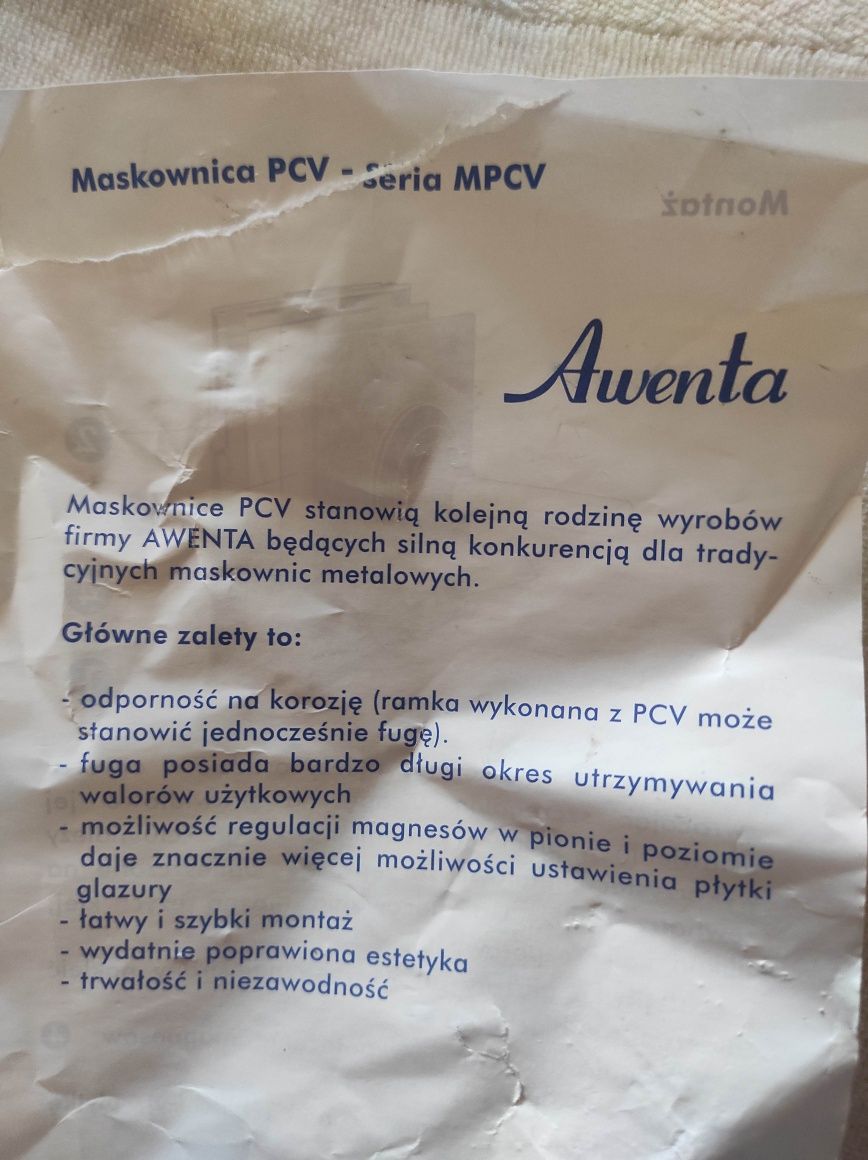 Maskownica PCV - seria MPCV
Montaż
Awenta
Maskownice PCV stanowią kolejną rodzinę wyrobów
firmy AWENTA będących silną konkurencją dla trady-
cyjnych maskownic metalowych.
Główne zalety to:
- odporność na korozję (ramka wykonana z PCV może
stanowić jednocześnie fugę).
- fuga posiada bardzo długi okres utrzymywania
walorów użytkowych
- możliwość regulacji magnesów w pionie i poziomie
daje znacznie więcej możliwości ustawienia płytki
glazury
- łatwy i szybki montaż
- wydatnie poprawiona estetyka
- trwałość i niezawodność